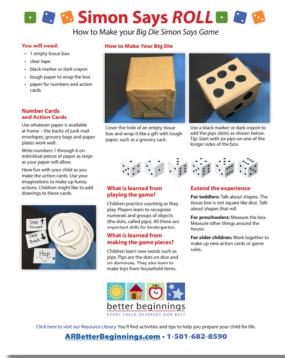 Simon Says ROLL
How to Make your Big Die Simon Says Game
You will need:
• 1 empty tissue box
• clear tape
• black marker or dark crayon
• tough paper to wrap the box
• paper for numbers and action
cards
Number Cards
and Action Cards
Use whatever paper is available
at home – the backs of junk mail
envelopes, grocery bags and paper
plates work well.
Write numbers 1 through 6 on
individual pieces of paper as large
as your paper will allow.
Have fun with your child as you
make the action cards. Use your
imaginations to make up funny
actions. Children might like to add
drawings to these cards.
How to Make Your Big Die
Cover the hole of an empty tissue
box and wrap it like a gift with tough
paper, such as a grocery sack.
Use a black marker or dark crayon to
add the pips (dots) as shown below.
Tip: Start with six pips on one of the
longer sides of the box.
What is learned from
playing the game?
Children practice counting as they
play. Players learn to recognize
numerals and groups of objects
(the dots, called pips). All these are
important skills for kindergarten.
What is learned from
making the game pieces?
Children learn new words such as
pips. Pips are the dots on dice and
on dominoes. They also learn to
make toys from household items.
Extend the experience
For toddlers: Talk about shapes. The
tissue box is not square like dice. Talk
about shapes that roll.
For preschoolers: Measure the box.
Measure other things around the
house.
For older children: Work together to
make up new action cards or game
rules.
Hop
better beginnings
EVERY CHILD DESERVES OUR BEST
Click here to visit our Resource Library. You'll find activities and tips to help you prepare your child for life.
ARBetterBeginnings.com • 1-501-682-8590